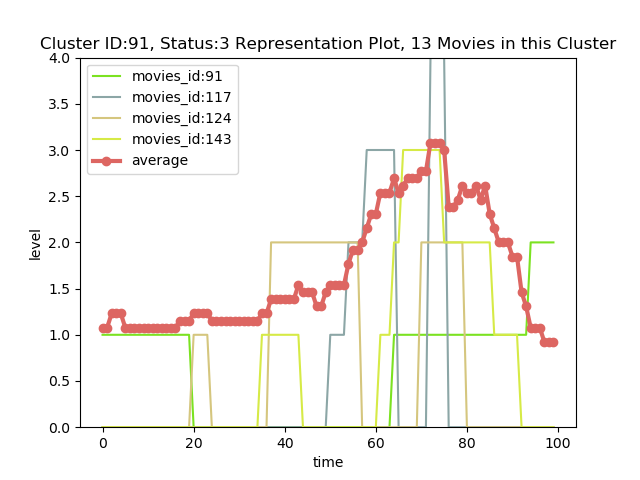 Cluster ID:91, Status:3 Representation Plot, 13 Movies in this Cluster
movies_id:91
movies_id:117
movies_id:124
movies_id:143
average
4.0
3.5
3.0
2.5
2.0
1.5
1.0
0.5
0.0
level
0 20 40 60 80 100
time